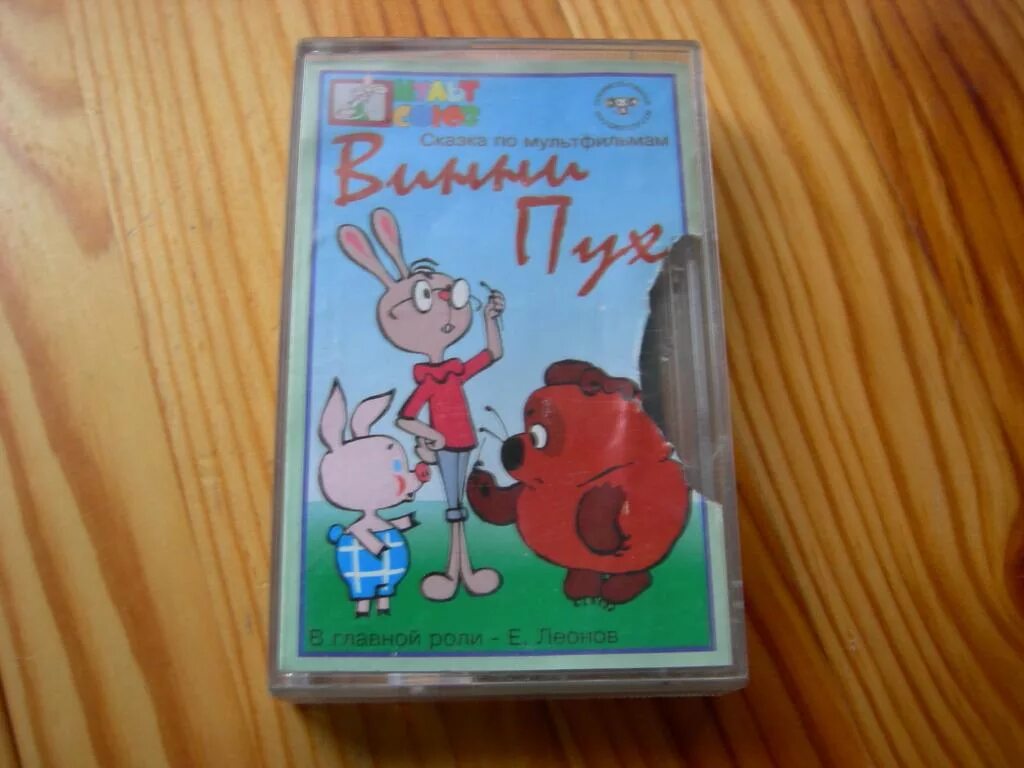 МУЛЬТ
СОЮЗ
Сказка по мультфильмам
Винни
Пух
В главной роли - Е. Леонов